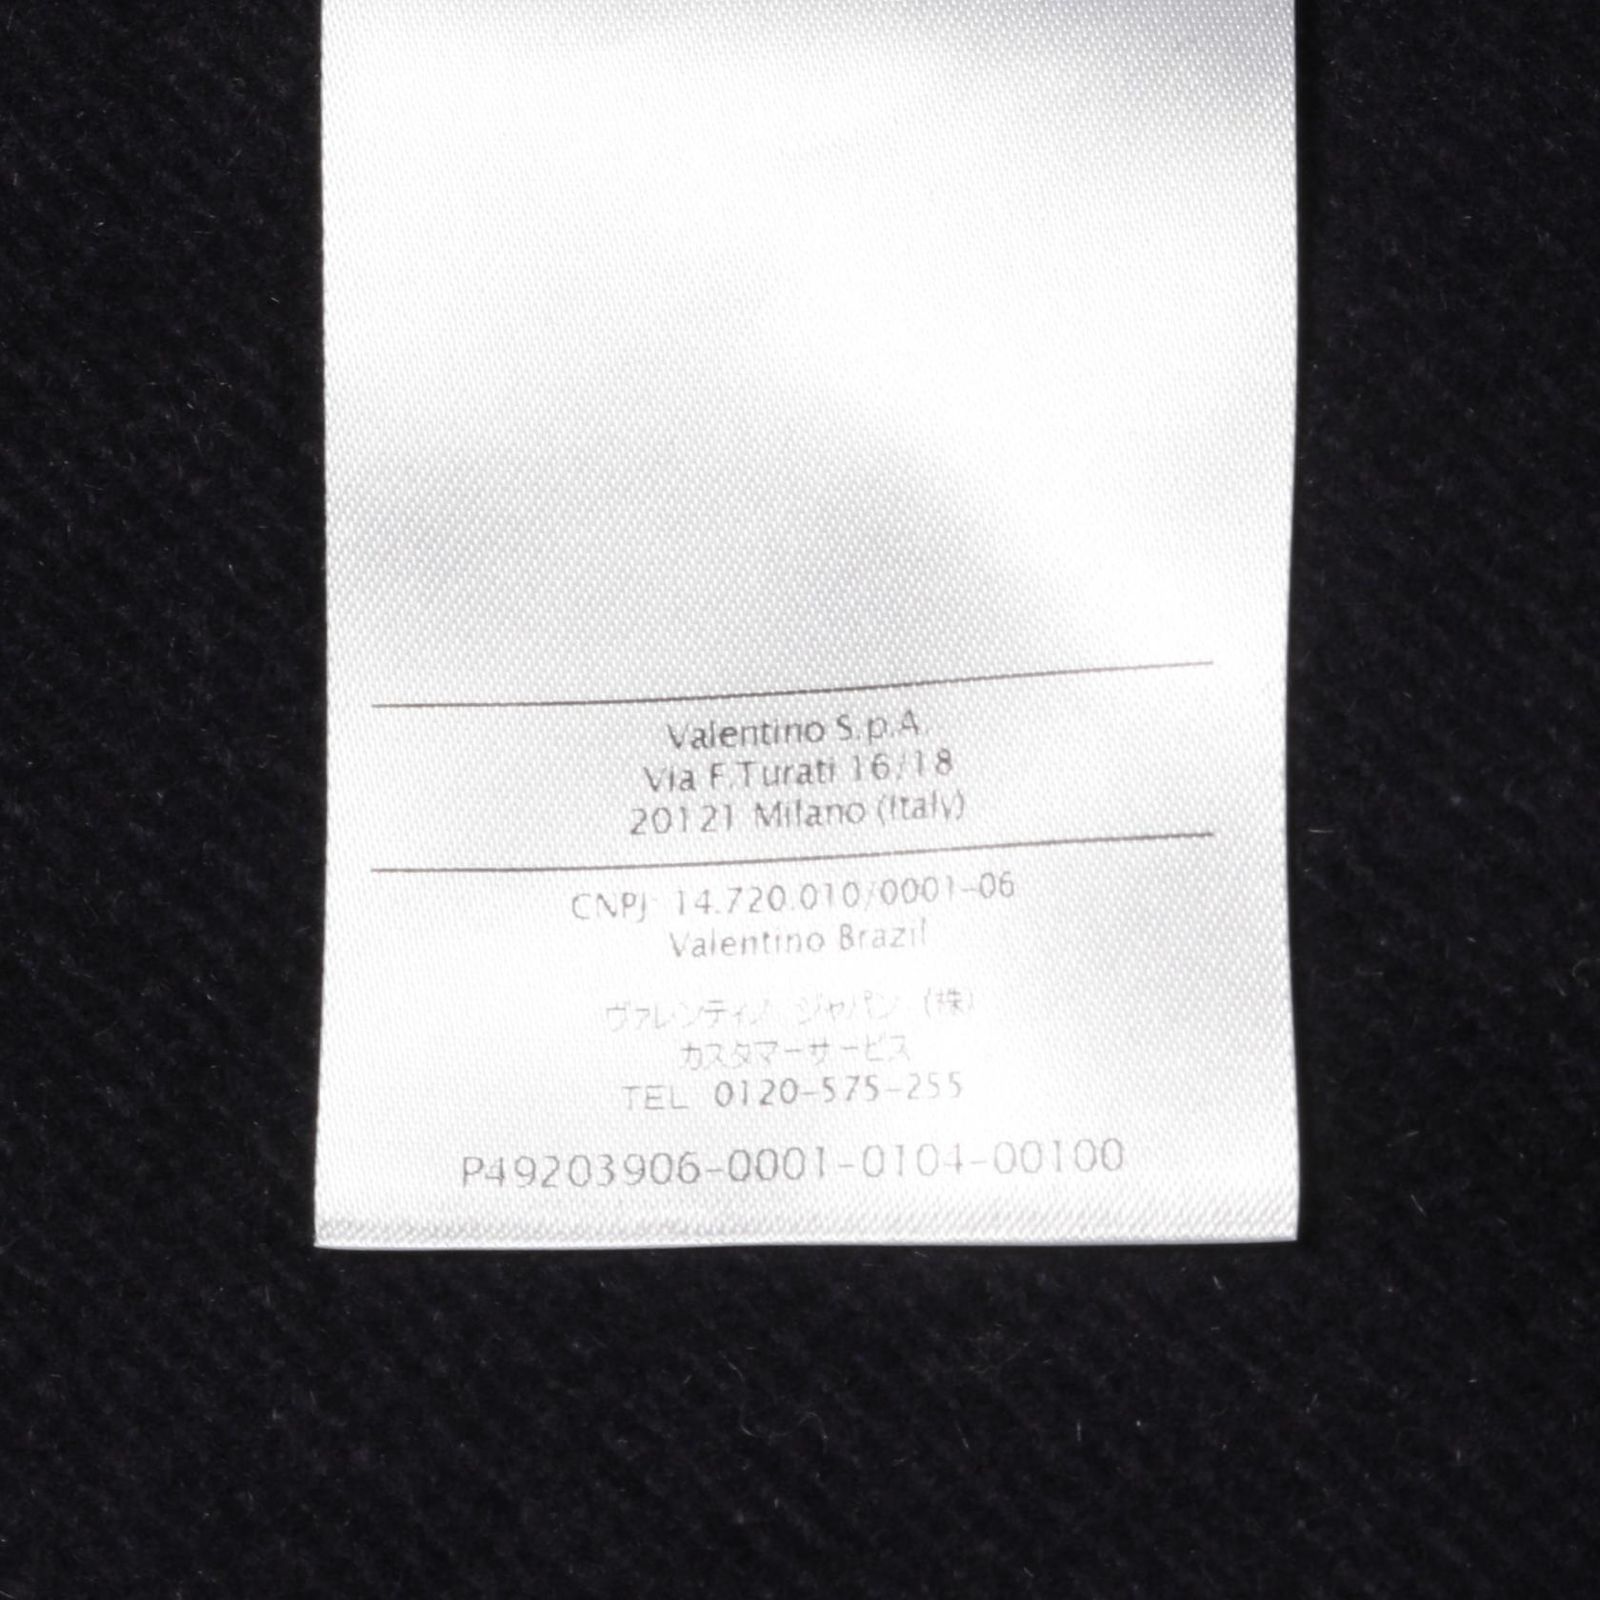 Valentino S.p.A.
Via F.Turati 16/18
20121 Milano (Italy)
CNPJ: 14.720.010/0001-06
Valentino Brazil
ヴァレンティノ ジャパン (株)
カスタマーサービス
TEL 0120-575-255
P49203906-0001-0104-00100